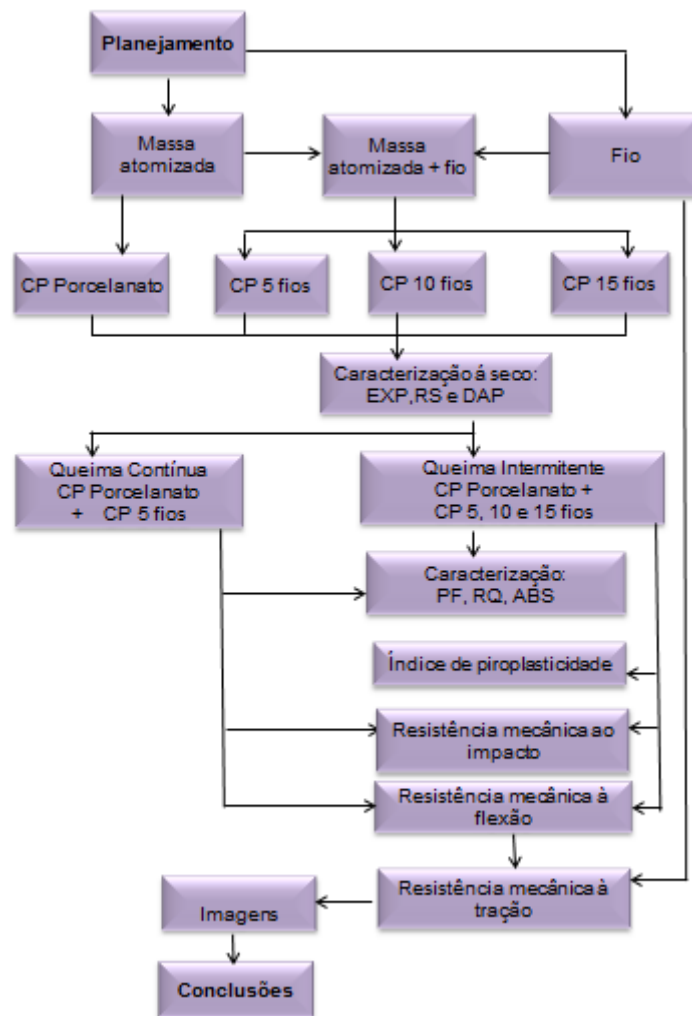 Planejamento
Massa
atomizada
Massa
atomizada + fio
Fio
CP Porcelanato
CP 5 fios
CP 10 fios
CP 15 fios
Caracterização á seco:
EXP,RS e DAP
Queima Contínua
CP Porcelanato
+ CP 5 fios
Queima Intermitente
CP Porcelanato +
CP 5, 10 e 15 fios
Caracterização:
PF, RQ, ABS
Índice de piroplasticidade
Resistência mecânica ao
impacto
Resistência mecânica à
flexão
Resistência mecânica à
tração
Imagens
Conclusões